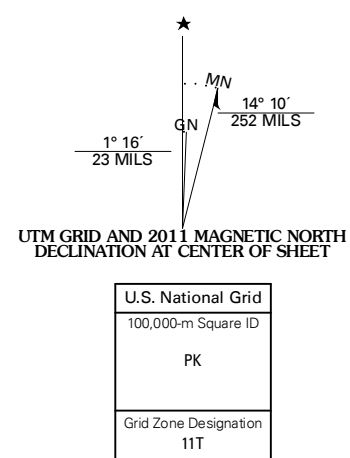 ★
MN
14° 10´
252 MILS
GN
1° 16´
23 MILS
UTM GRID AND 2011 MAGNETIC NORTH
DECLINATION AT CENTER OF SHEET
U.S. National Grid
100,000-m Square ID
PK
Grid Zone Designation
11T